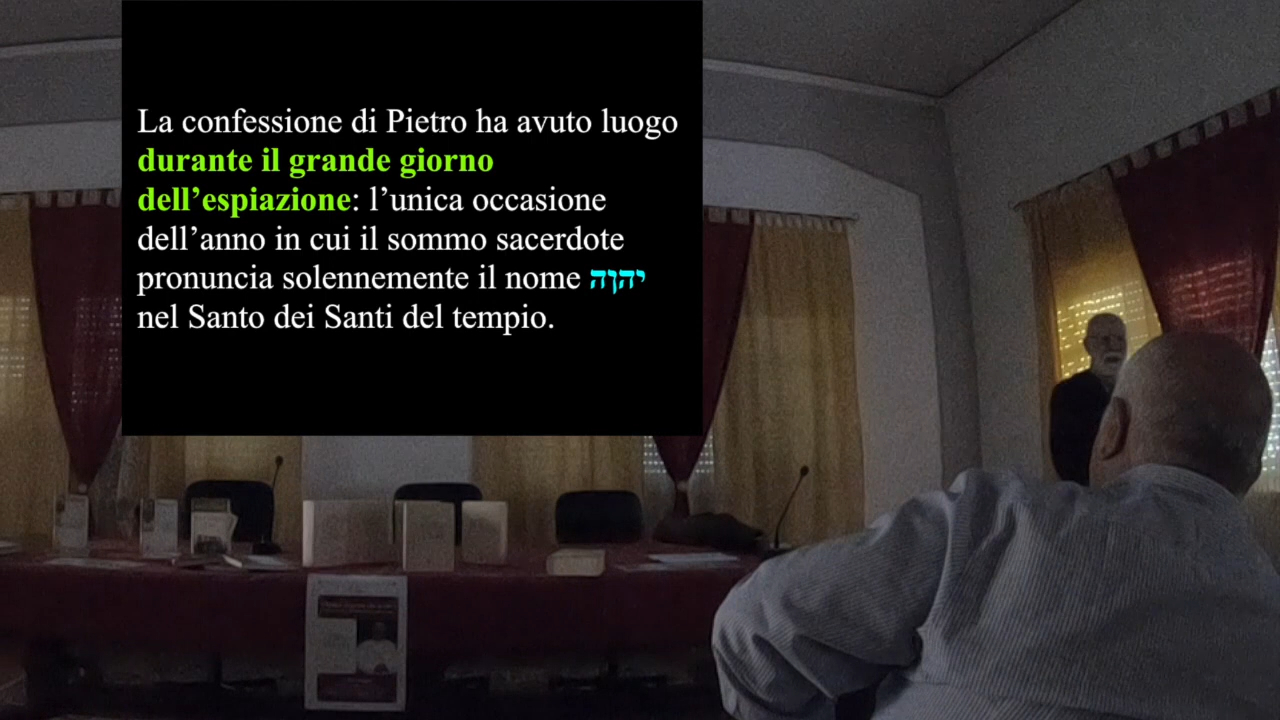 La confessione di Pietro ha avuto luogo
durante il grande giorno
dell’espiazione: l’unica occasione
dell’anno in cui il sommo sacerdote
pronuncia solennemente il nome יהוה
nel Santo dei Santi del tempio.